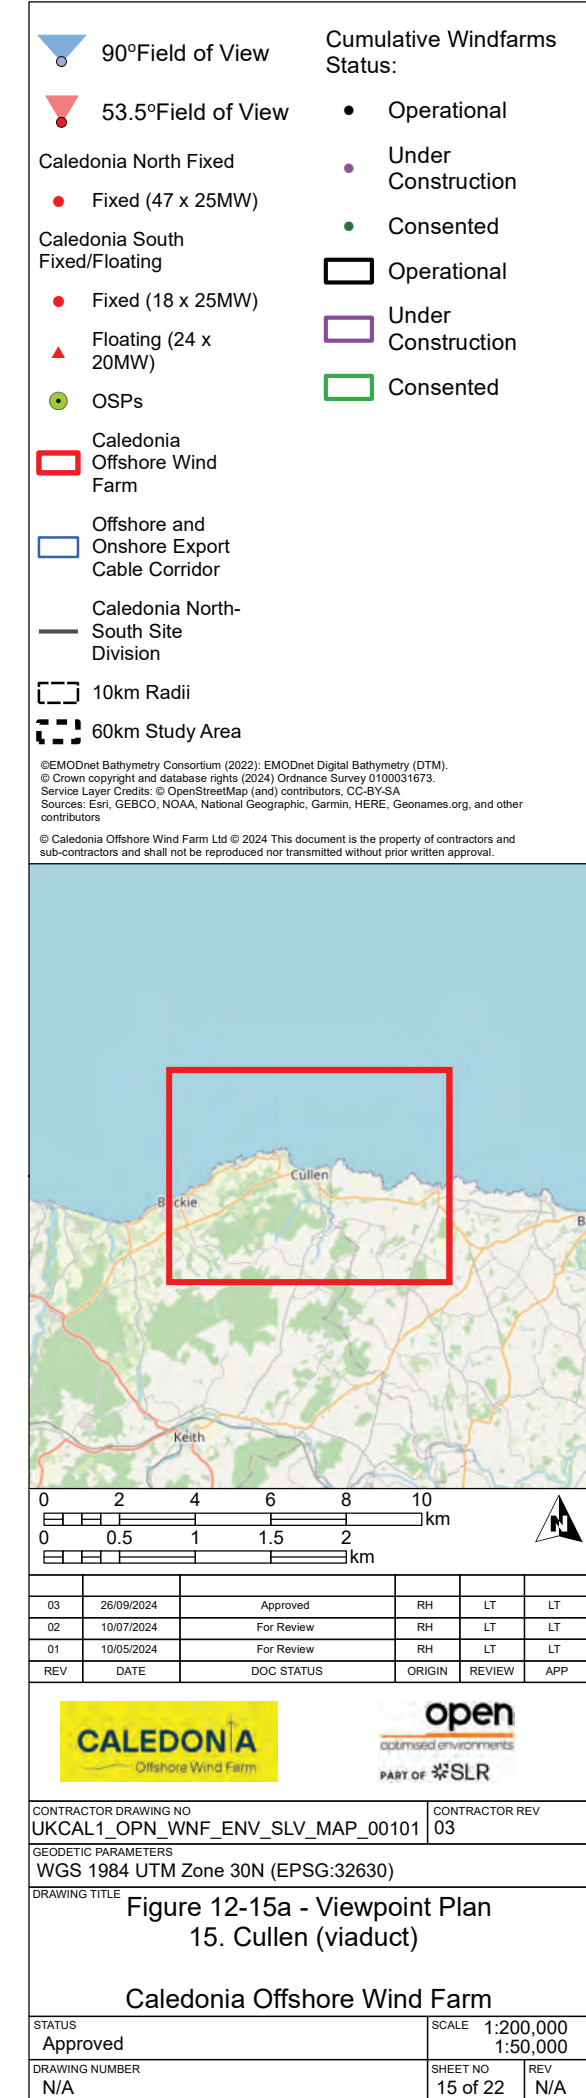 90°Field of View
53.5°Field of View
Caledonia North Fixed
Fixed (47 x 25MW)
Caledonia South
Fixed/Floating
Fixed (18 x 25MW)
Floating (24 x
20MW)
OSPs
Caledonia
Offshore Wind
Farm
Offshore and
Onshore Export
Cable Corridor
Caledonia North-
South Site
Division
10km Radii
60km Study Area
Cumulative Windfarms
Status:
Operational
Under
Construction
Consented
Operational
Under
Construction
Consented
©EMODnet Bathymetry Consortium (2022): EMODnet Digital Bathymetry (DTM).
© Crown copyright and database rights (2024) Ordnance Survey 0100031673.
Service Layer Credits: © OpenStreetMap (and) contributors, CC-BY-SA
Sources: Esri, GEBCO, NOAA, National Geographic, Garmin, HERE, Geonames.org, and other
contributors
© Caledonia Offshore Wind Farm Ltd © 2024 This document is the property of contractors and
sub-contractors and shall not be reproduced nor transmitted without prior written approval.
Cullen
Buckie
B
Keith
0 2 4 6 8 10
km
0 0.5 1 1.5 2
km
N
03 26/09/2024 Approved RH LT LT
02 10/07/2024 For Review RH LT LT
01 10/05/2024 For Review RH LT LT
REV DATE DOC STATUS ORIGIN REVIEW APP
CALEDONIA
Offshore Wind Farm
open
optimised environments
PART OF SLR
CONTRACTOR DRAWING NO
UKCAL1_OPN_WNF_ENV_SLV_MAP_00101
CONTRACTOR REV
03
GEODETIC PARAMETERS
WGS 1984 UTM Zone 30N (EPSG:32630)
DRAWING TITLE
Figure 12-15a - Viewpoint Plan
15. Cullen (viaduct)
Caledonia Offshore Wind Farm
STATUS
Approved
SCALE 1:200,000
1:50,000
DRAWING NUMBER
N/A
SHEET NO
15 of 22
REV
N/A